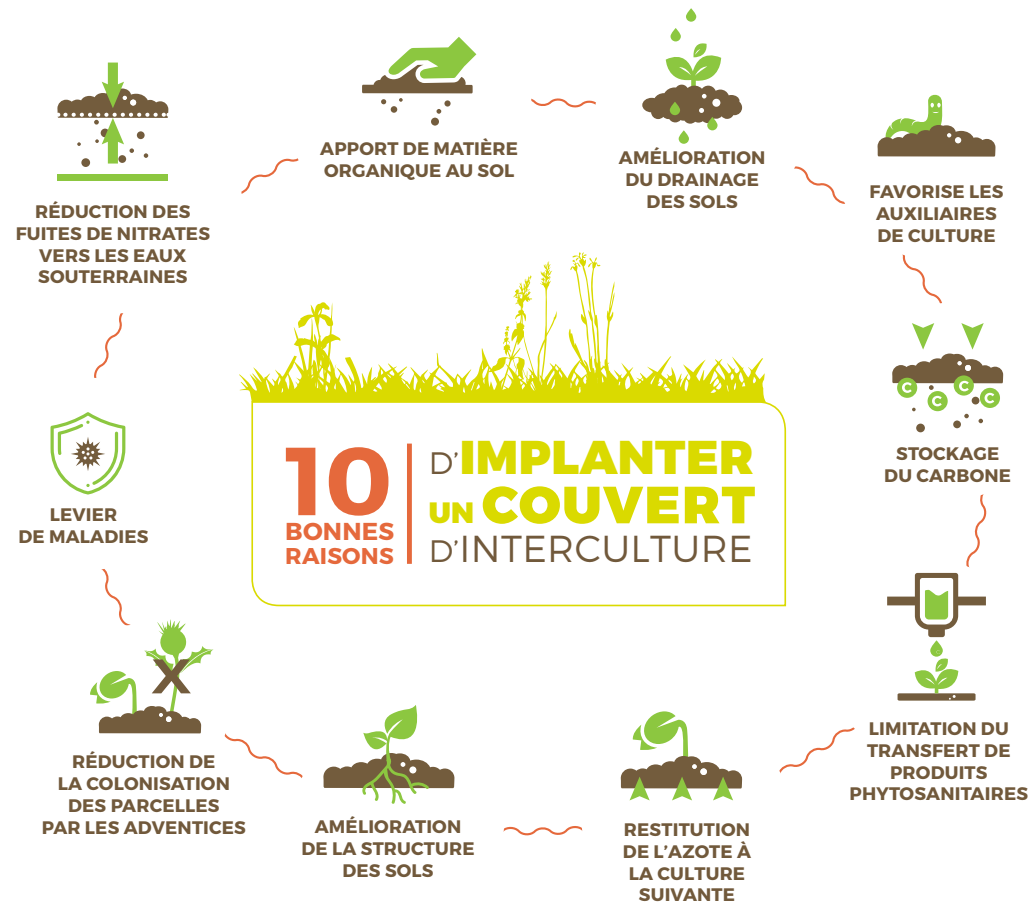 APPORT DE MATIÈRE
ORGANIQUE AU SOL
AMÉLIORATION
DU DRAINAGE
DES SOLS
FAVORISE LES
AUXILIAIRES
DE CULTURE
C
C
C
C
STOCKAGE
DU CARBONE
LIMITATION DU
TRANSFERT DE
PRODUITS
PHYTOSANITAIRES
RESTITUTION
DE L'AZOTE À
LA CULTURE
SUIVANTE
AMÉLIORATION
DE LA STRUCTURE
DES SOLS
X
RÉDUCTION DE
LA COLONISATION
DES PARCELLES
PAR LES ADVENTICES
LEVIER
DE MALADIES
RÉDUCTION DES
FUITES DE NITRATES
VERS LES EAUX
SOUTERRAINES
10
BONNES
RAISONS
D'IMPLANTER
UN COUVERT
D'INTERCULTURE